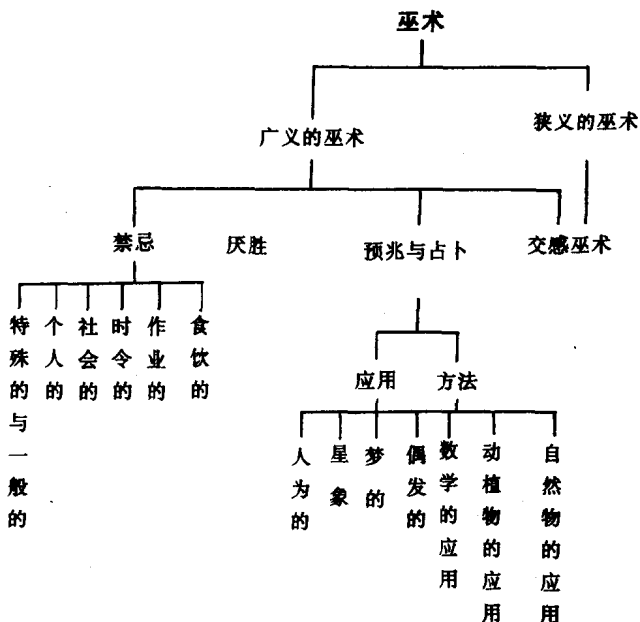 巫术
广义的巫术
狭义的巫术
禁忌
厌胜
预兆与占卜
交感巫术
特殊的与一般的
个人的
社会的
时令的
作业的
食饮的
应用
方法
人为的
星象
梦的
偶发的
数学的应用
动植物的应用
自然物的应用